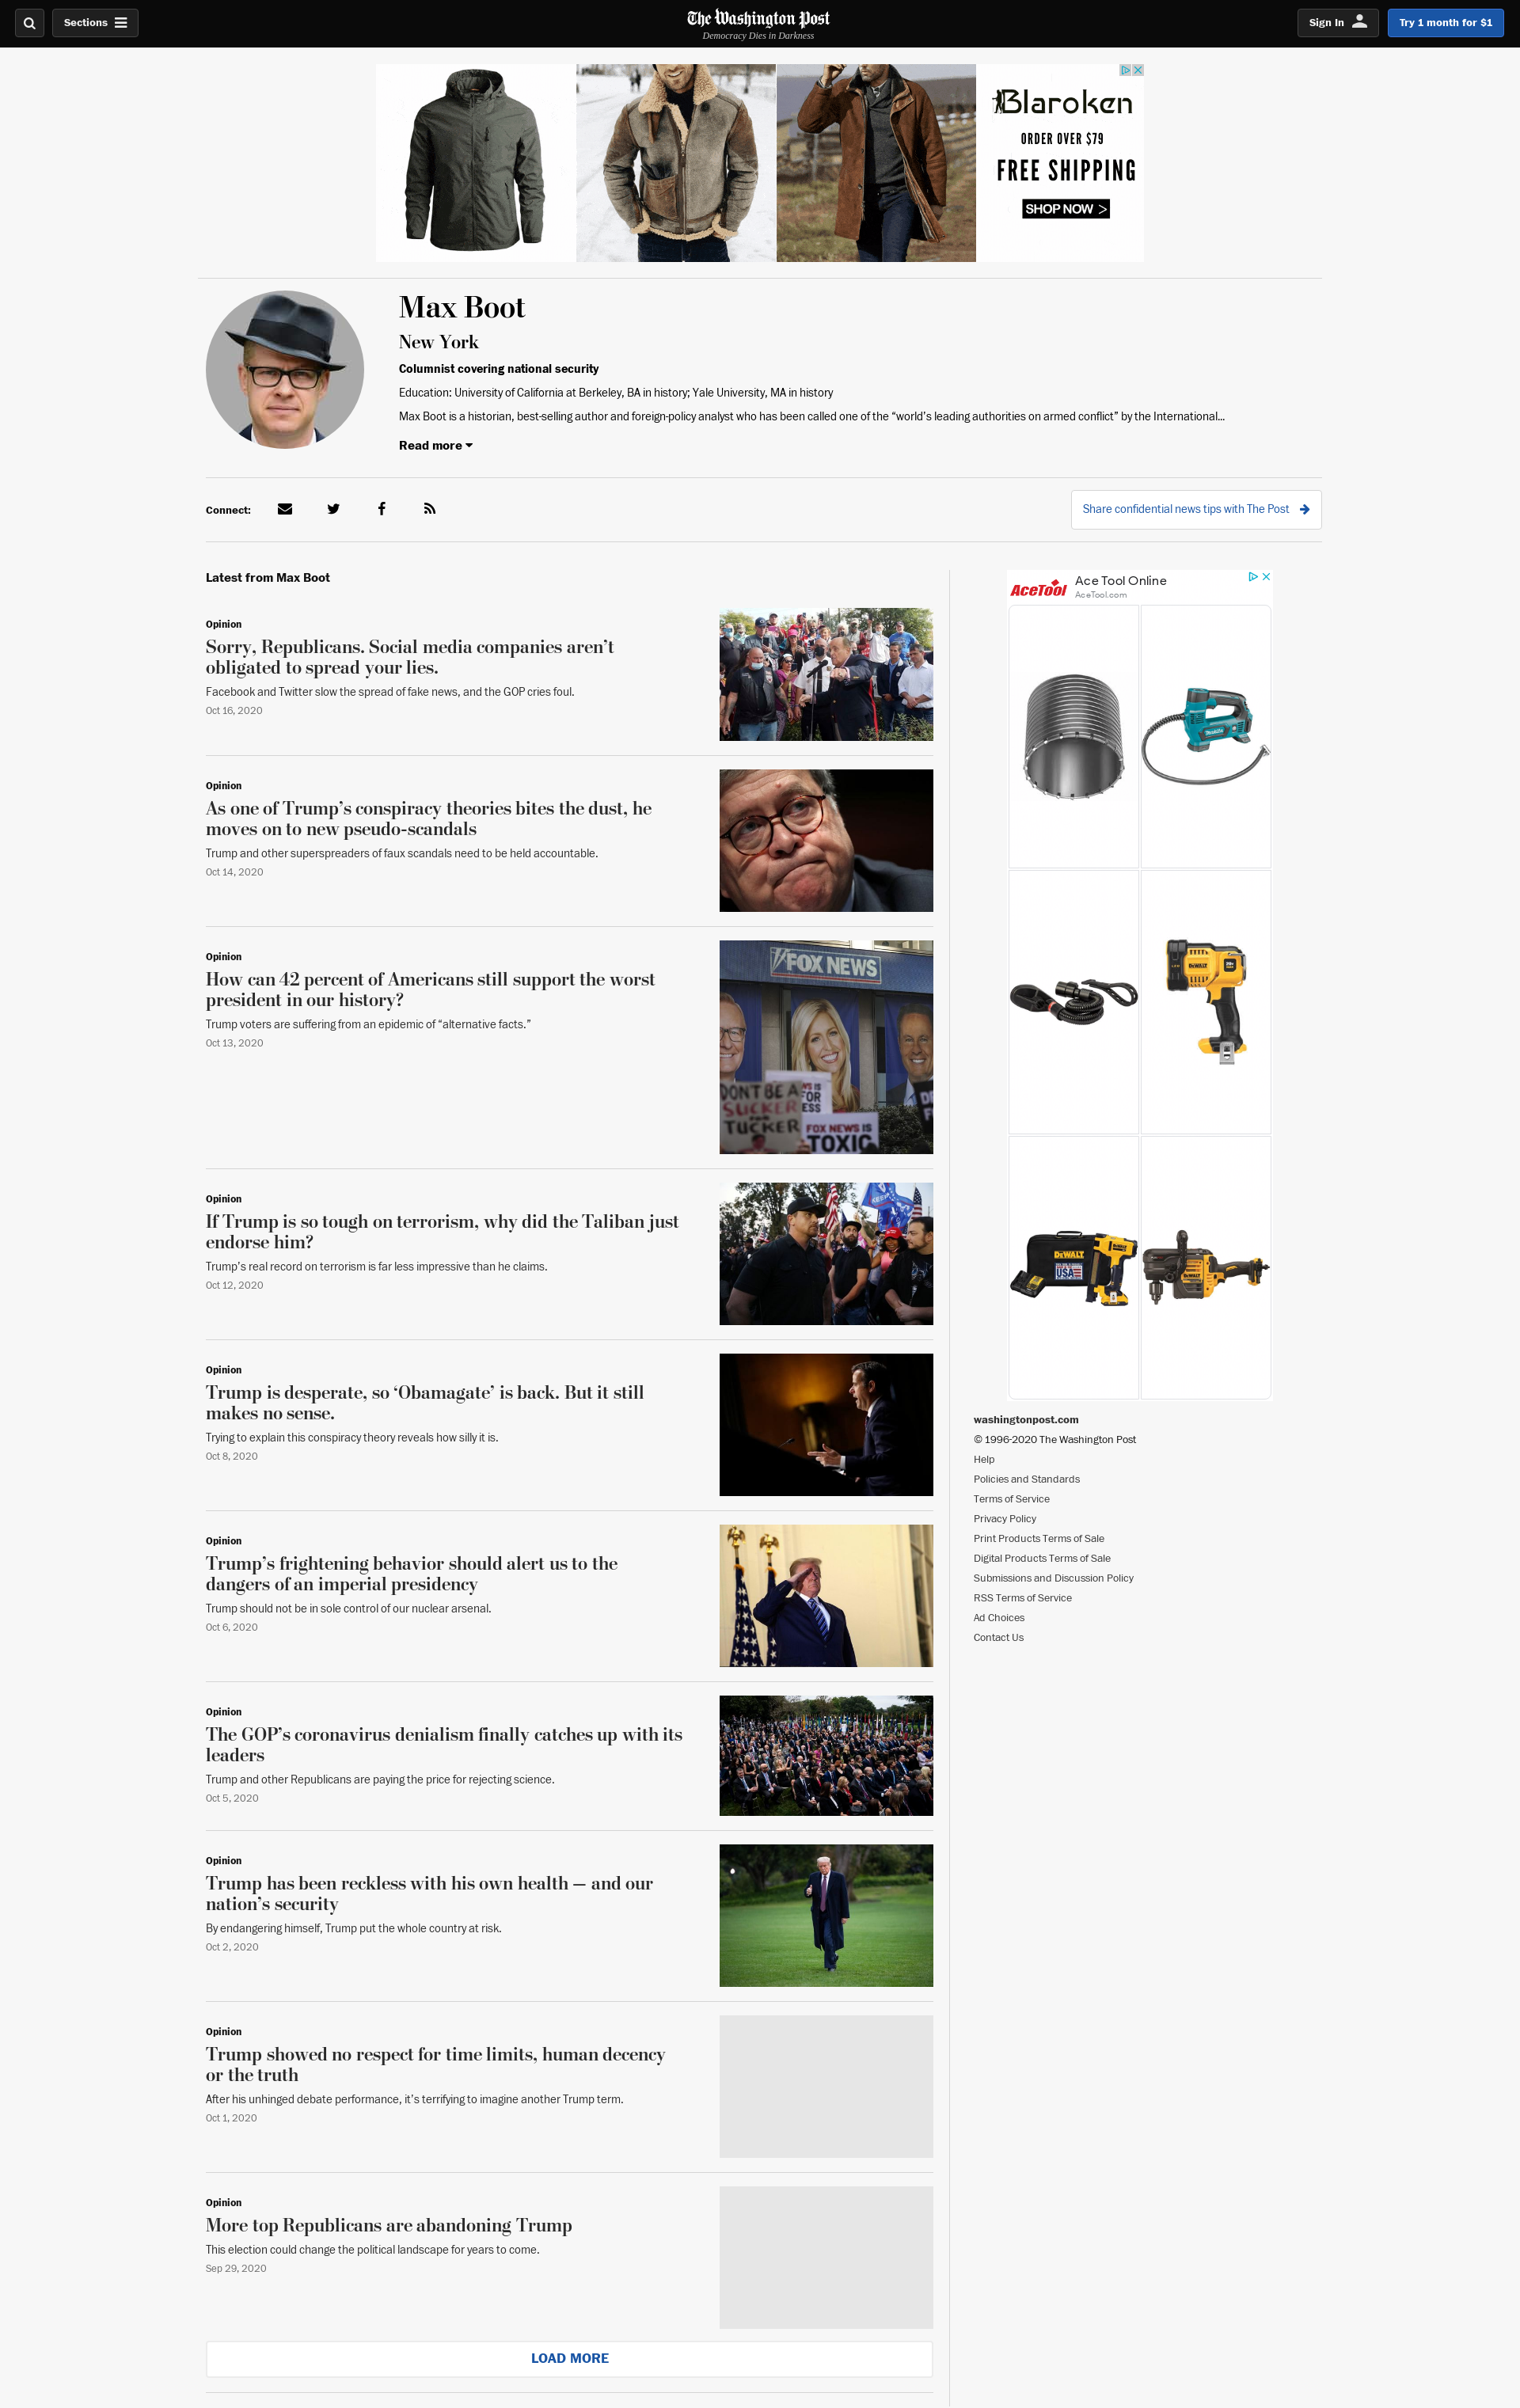 Sections
The Washington Post
Democracy Dies in Darkness
Sign In
Try 1 month for $1
Blaroken
ORDER OVER $79
FREE SHIPPING
SHOP NOW >
Max Boot
New York
Columnist covering national security
Education: University of California at Berkeley, BA in history; Yale University, MA in history
Max Boot is a historian, best-selling author and foreign-policy analyst who has been called one of the “world’s leading authorities on armed conflict” by the International...
Read more
Connect:
Share confidential news tips with The Post
Latest from Max Boot
Opinion
Sorry, Republicans. Social media companies aren’t
obligated to spread your lies.
Facebook and Twitter slow the spread of fake news, and the GOP cries foul.
Oct 16, 2020
Opinion
As one of Trump’s conspiracy theories bites the dust, he
moves on to new pseudo-scandals
Trump and other superspreaders of faux scandals need to be held accountable.
Oct 14, 2020
Opinion
How can 42 percent of Americans still support the worst
president in our history?
Trump voters are suffering from an epidemic of “alternative facts.”
Oct 13, 2020
FOX NEWS
DON'T BE A
SUCKER
FOR
TUCKER
FOX NEWS IS
TOXIC
Opinion
If Trump is so tough on terrorism, why did the Taliban just
endorse him?
Trump’s real record on terrorism is far less impressive than he claims.
Oct 12, 2020
Opinion
Trump is desperate, so ‘Obamagate’ is back. But it still
makes no sense.
Trying to explain this conspiracy theory reveals how silly it is.
Oct 8, 2020
Opinion
Trump’s frightening behavior should alert us to the
dangers of an imperial presidency
Trump should not be in sole control of our nuclear arsenal.
Oct 6, 2020
Opinion
The GOP’s coronavirus denialism finally catches up with its
leaders
Trump and other Republicans are paying the price for rejecting science.
Oct 5, 2020
Opinion
Trump has been reckless with his own health — and our
nation’s security
By endangering himself, Trump put the whole country at risk.
Oct 2, 2020
Opinion
Trump showed no respect for time limits, human decency
or the truth
After his unhinged debate performance, it’s terrifying to imagine another Trump term.
Oct 1, 2020
Opinion
More top Republicans are abandoning Trump
This election could change the political landscape for years to come.
Sep 29, 2020
LOAD MORE
AceTool
Ace Tool Online
AceTool.com
DEWALT
USA
washingtonpost.com
© 1996-2020 The Washington Post
Help
Policies and Standards
Terms of Service
Privacy Policy
Print Products Terms of Sale
Digital Products Terms of Sale
Submissions and Discussion Policy
RSS Terms of Service
Ad Choices
Contact Us